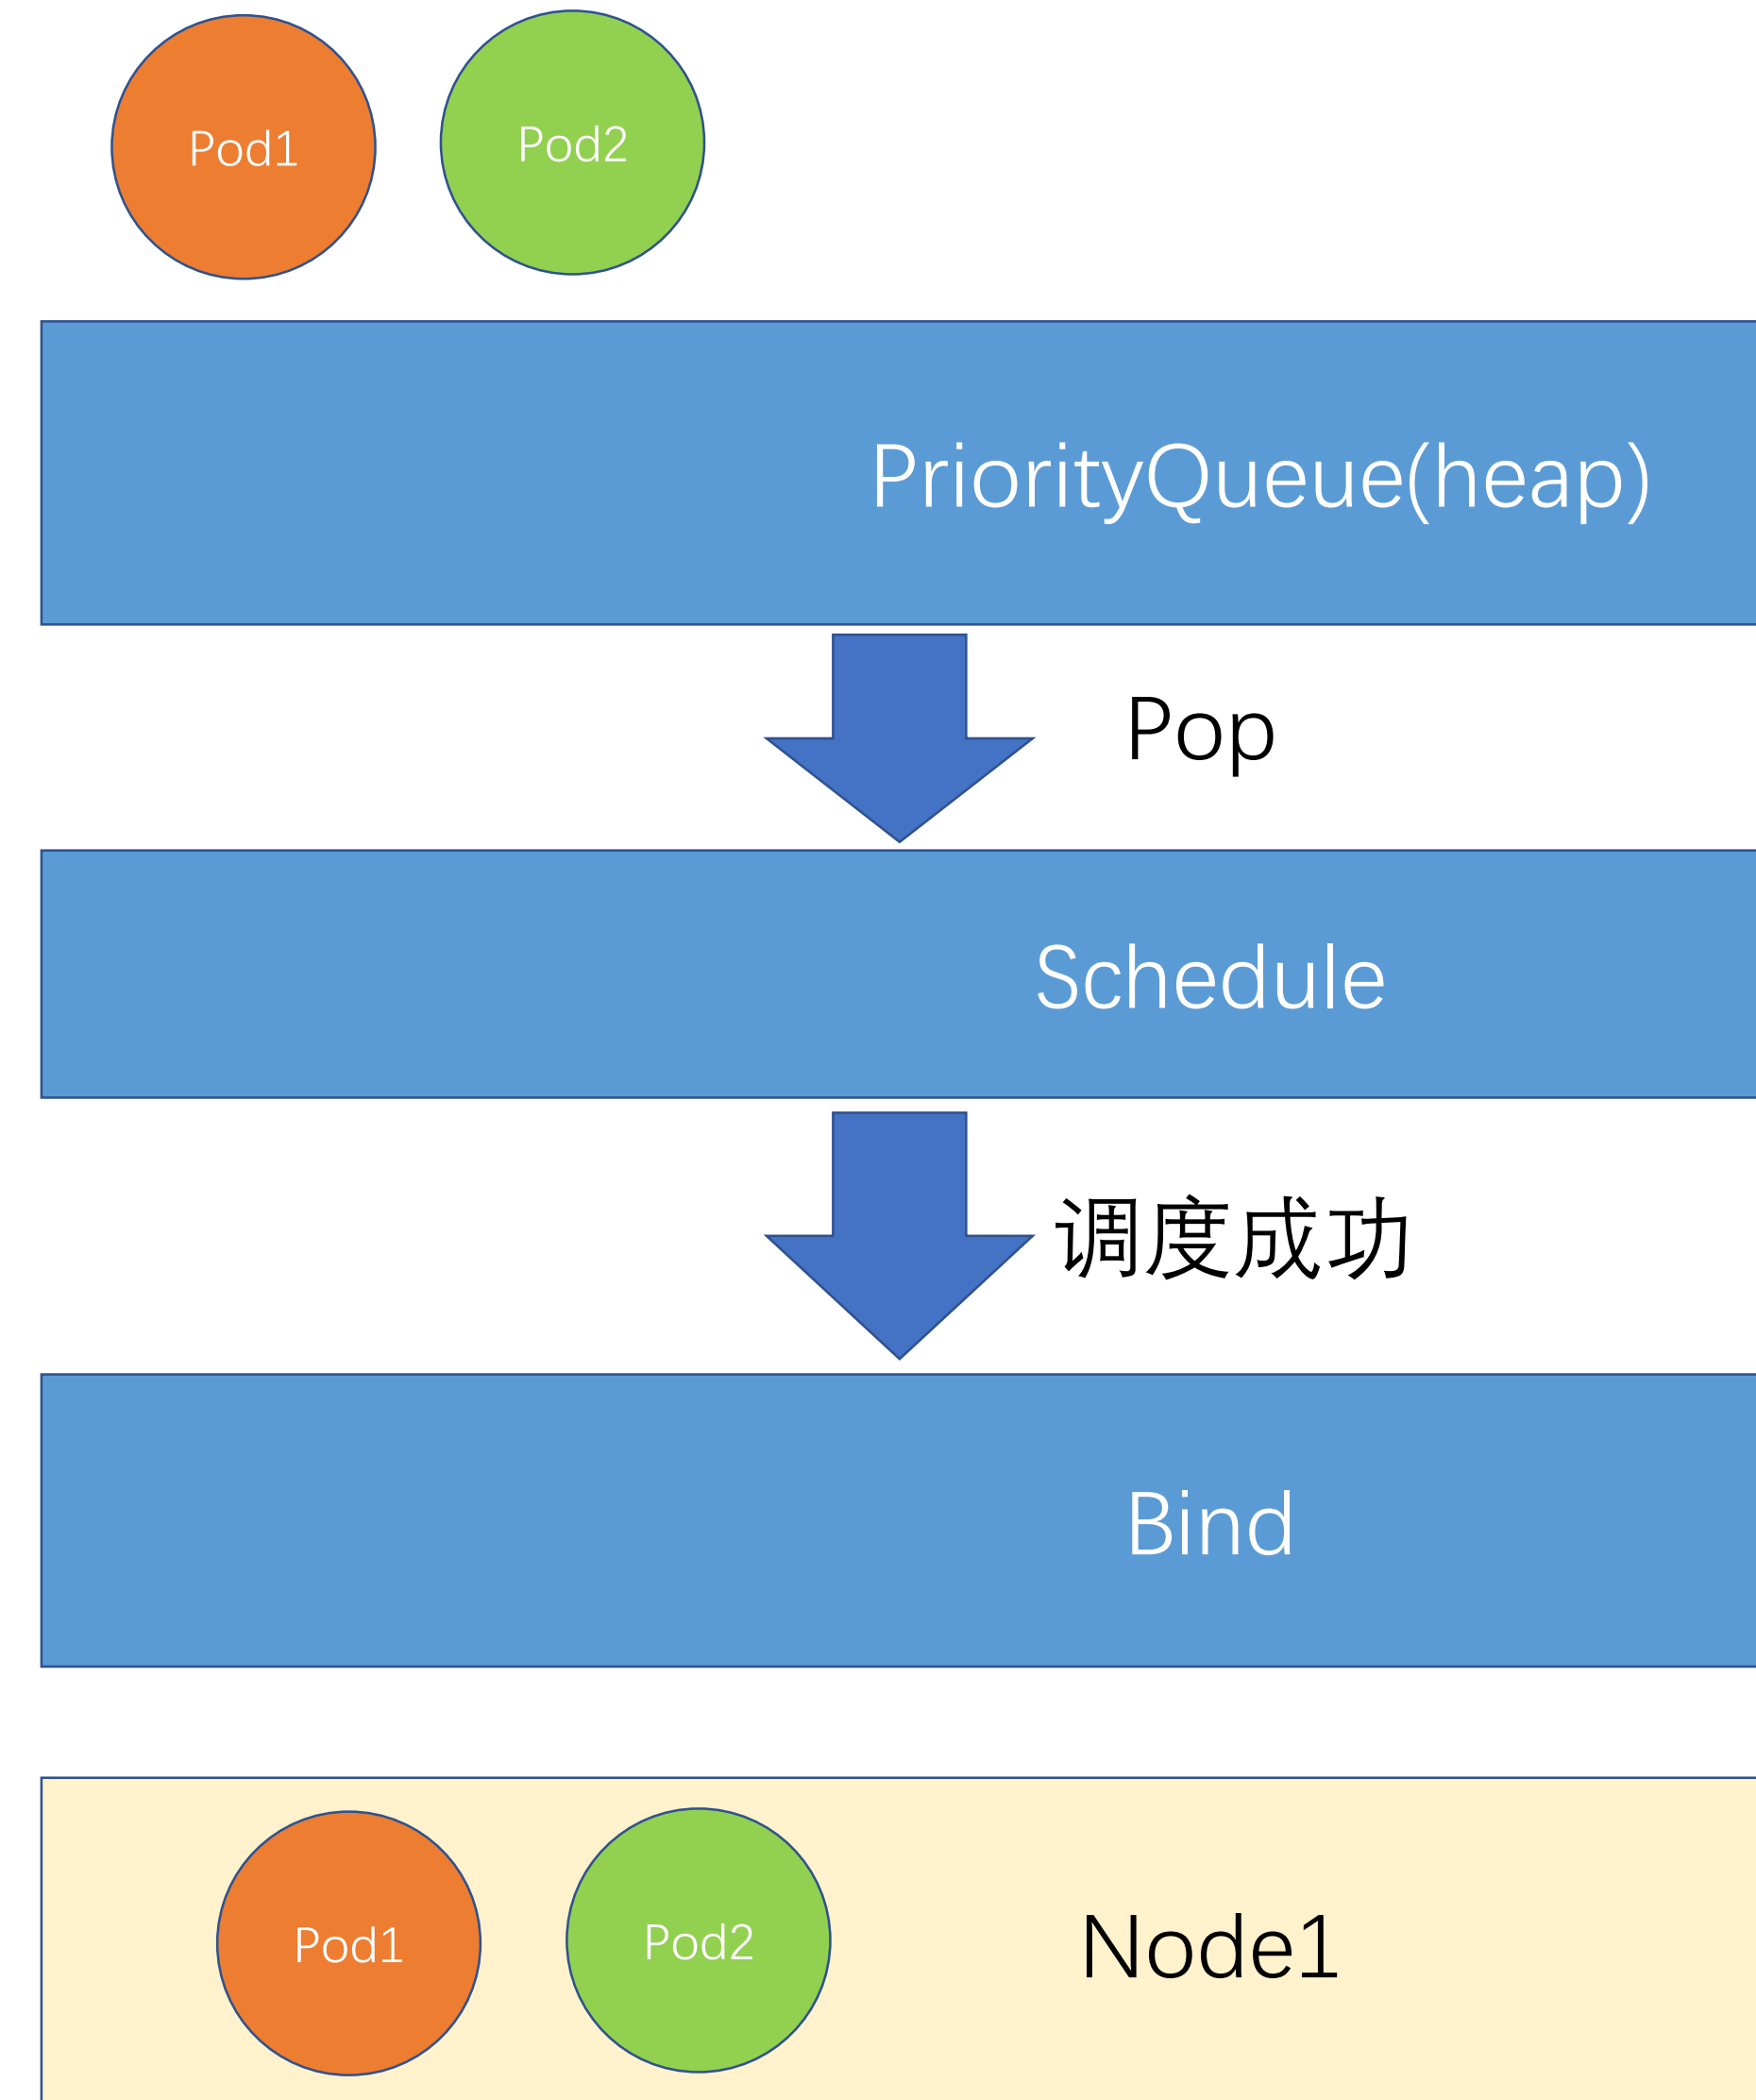 Pod1
Pod2
PriorityQueue(heap)
Pop
Schedule
调度成功
Bind
Pod1
Pod2
Node1